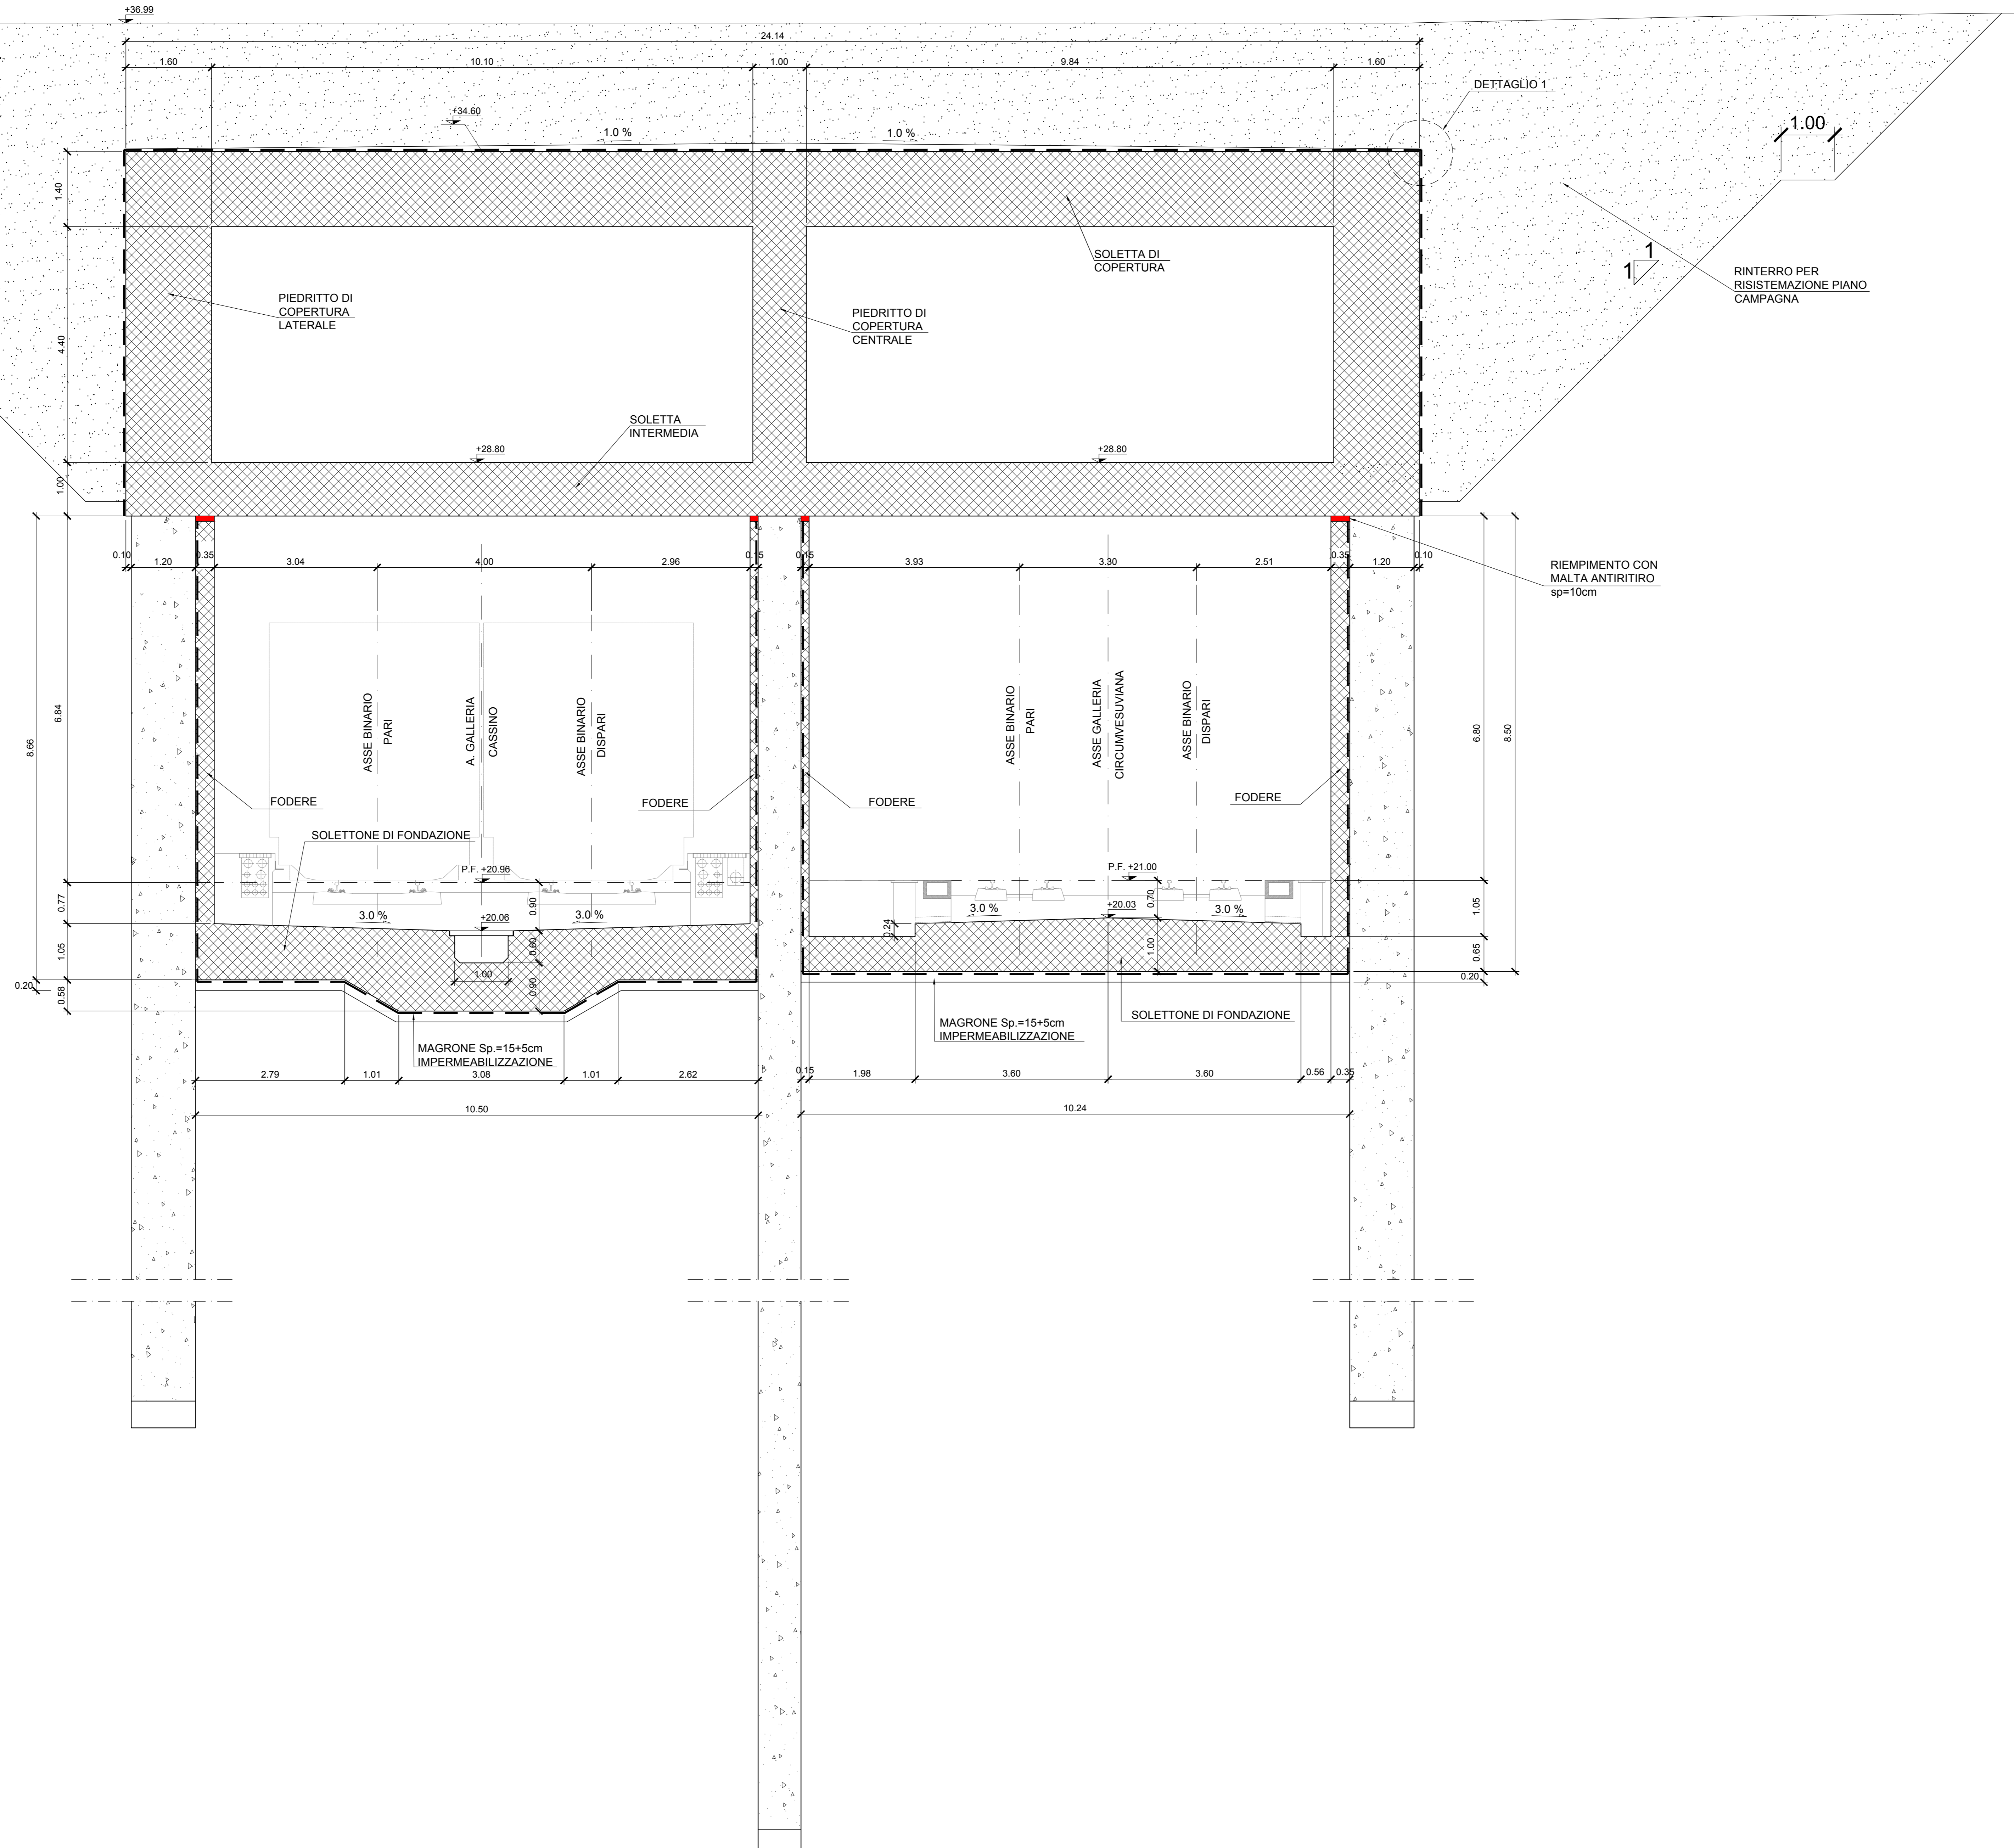 +36.99
24.14
1.60
10.10
1.00
9.84
1.60
DETTAGLIO 1
+34.60
1.0 %
1.0 %
1.00
1.40
SOLETTA DI
COPERTURA
1
1
RINTERRO PER
RISISTEMAZIONE PIANO
CAMPAGNA
PIEDRITTO DI
COPERTURA
LATERALE
PIEDRITTO DI
COPERTURA
CENTRALE
4.40
SOLETTA
INTERMEDIA
+28.80
+28.80
1.00
0.10
1.20
0.35
3.04
4.00
2.96
0.15
0.15
3.93
3.30
2.51
0.35
1.20
0.10
RIEMPIMENTO CON
MALTA ANTIRITIRO
sp=10cm
8.66
6.84
ASSE BINARIO
PARI
A. GALLERIA
CASSINO
ASSE BINARIO
DISPARI
ASSE BINARIO
PARI
ASSE GALLERIA
CIRCUMVESUVIANA
ASSE BINARIO
DISPARI
6.80
8.50
FODERE
FODERE
FODERE
FODERE
SOLETTONE DI FONDAZIONE
P.F. +20.96
P.F. +21.00
0.77
0.90
3.0 %
+20.06
3.0 %
0.70
+20.03
3.0 %
3.0 %
0.24
1.05
1.05
0.60
1.00
0.65
0.20
0.58
1.00
0.90
0.20
MAGRONE Sp.=15+5cm
IMPERMEABILIZZAZIONE
MAGRONE Sp.=15+5cm
IMPERMEABILIZZAZIONE
SOLETTONE DI FONDAZIONE
2.79
1.01
3.08
1.01
2.62
0.15
1.98
3.60
3.60
0.56
0.35
10.50
10.24